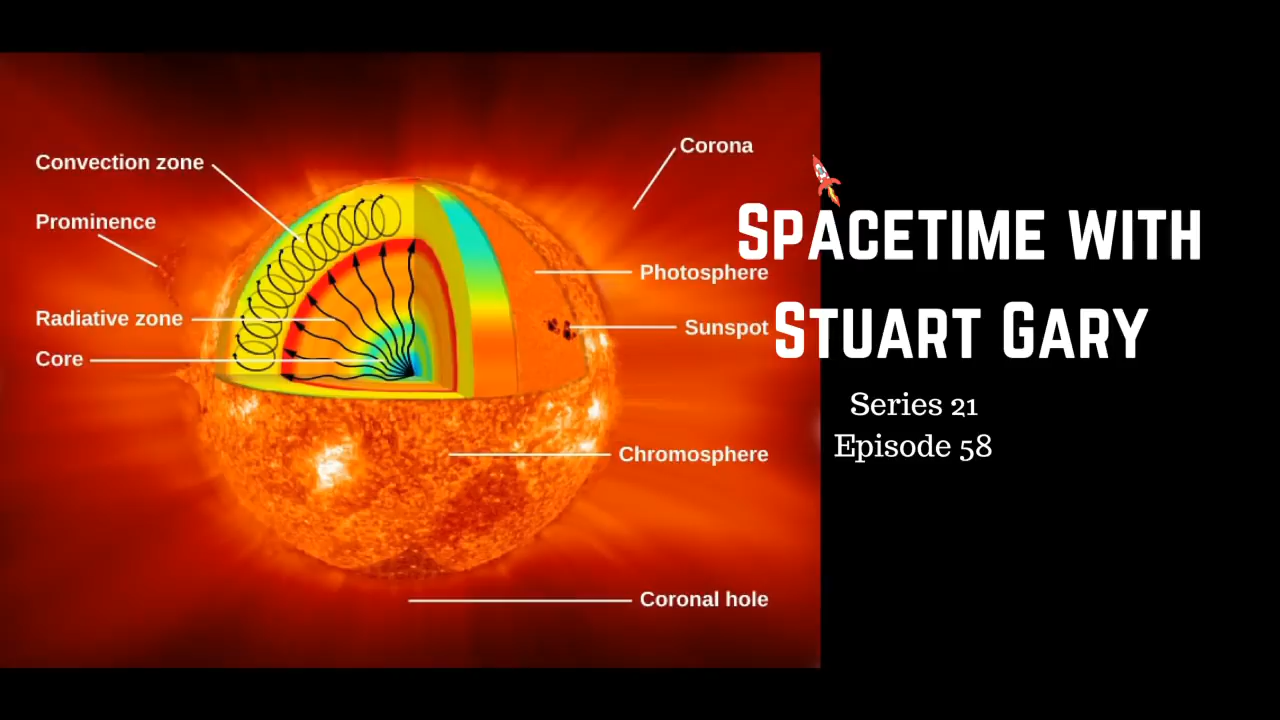 Convection zone
Prominence
Radiative zone
Core
Corona
Photosphere
Sunspot
Chromosphere
Coronal hole
Spacetime with
Stuart Gary
Series 21
Episode 58